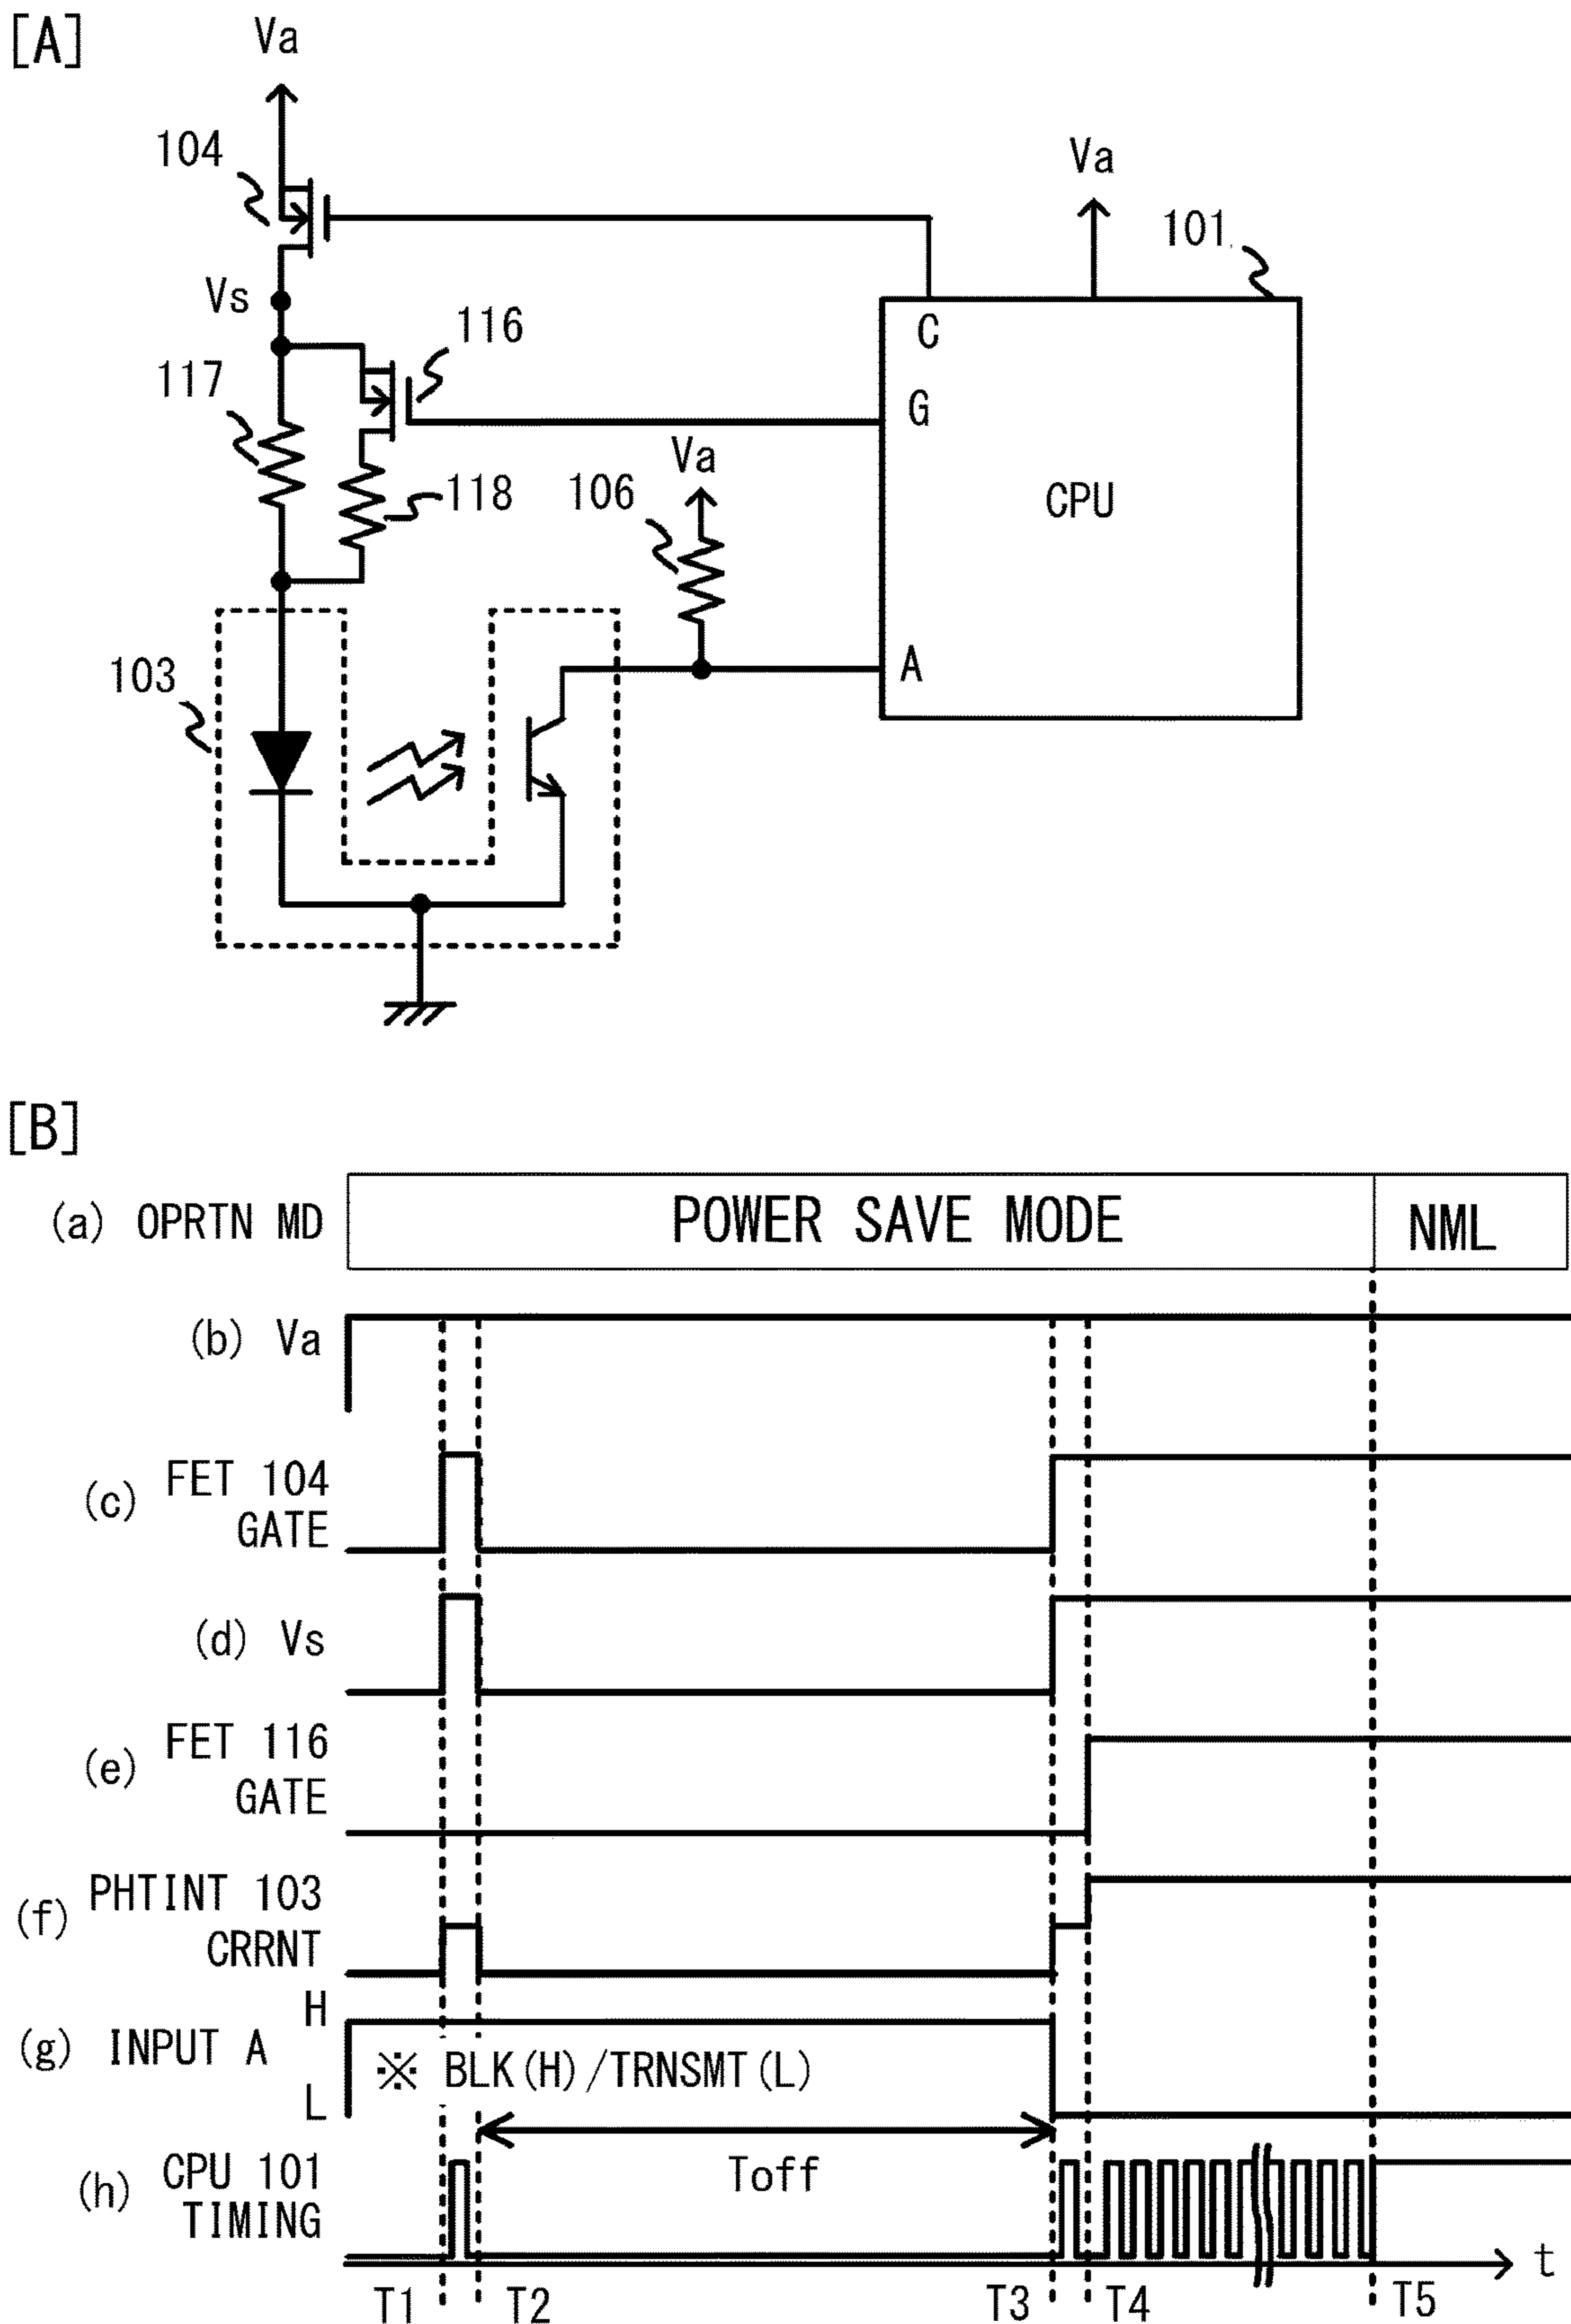 [A]
Va
104
Va
101
Vs
116
C
117
G
Va
118
106
CPU
103
A
[B]
(a) OPRTN MD
POWER SAVE MODE
NML
(b) Va
(c) FET 104
GATE
(d) Vs
(e) FET 116
GATE
(f) PHTINT 103
CRRNT
H
(g) INPUT A
※ BLK(H)/TRNSMT(L)
L
Toff
(h) CPU 101
TIMING
t
T1 T2 T3 T4 T5